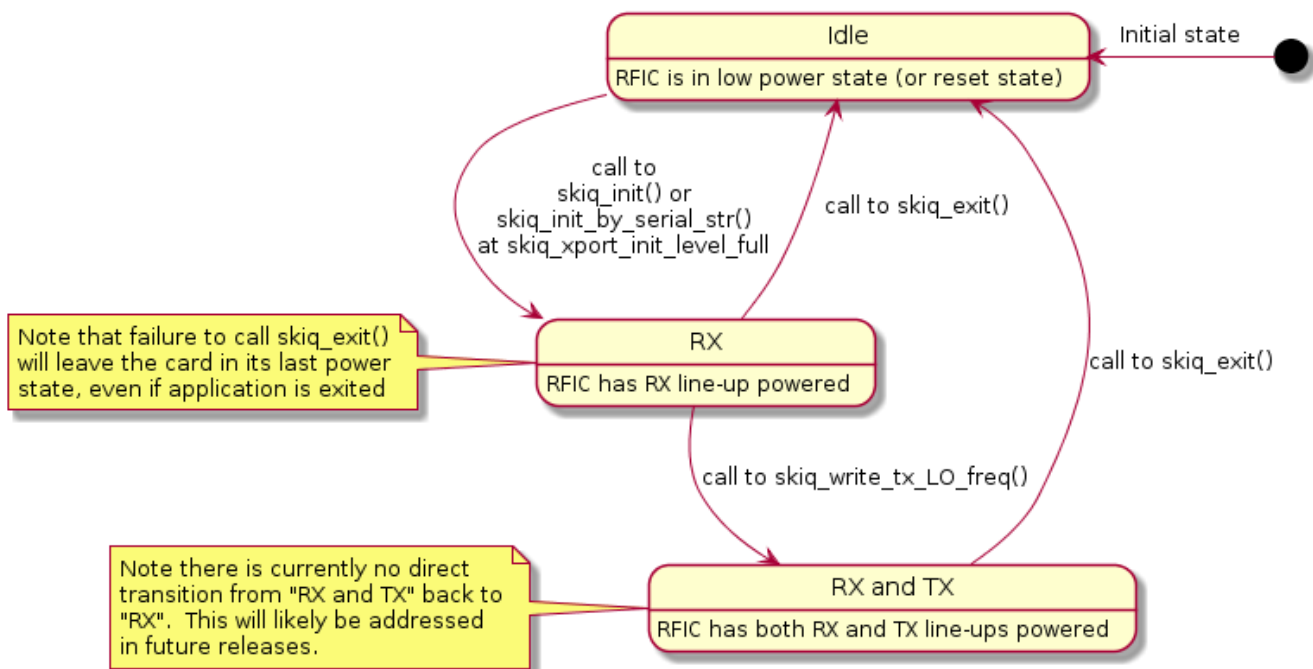 Idle
Initial state
RFIC is in low power state (or reset state)
call to
skiq_init() or
skiq_init_by_serial_str()
at skiq_xport_init_level_full
call to skiq_exit()
Note that failure to call skiq_exit()
will leave the card in its last power
state, even if application is exited
RX
RFIC has RX line-up powered
call to skiq_exit()
call to skiq_write_tx_LO_freq()
Note there is currently no direct
transition from "RX and TX" back to
"RX".  This will likely be addressed
in future releases.
RX and TX
RFIC has both RX and TX line-ups powered